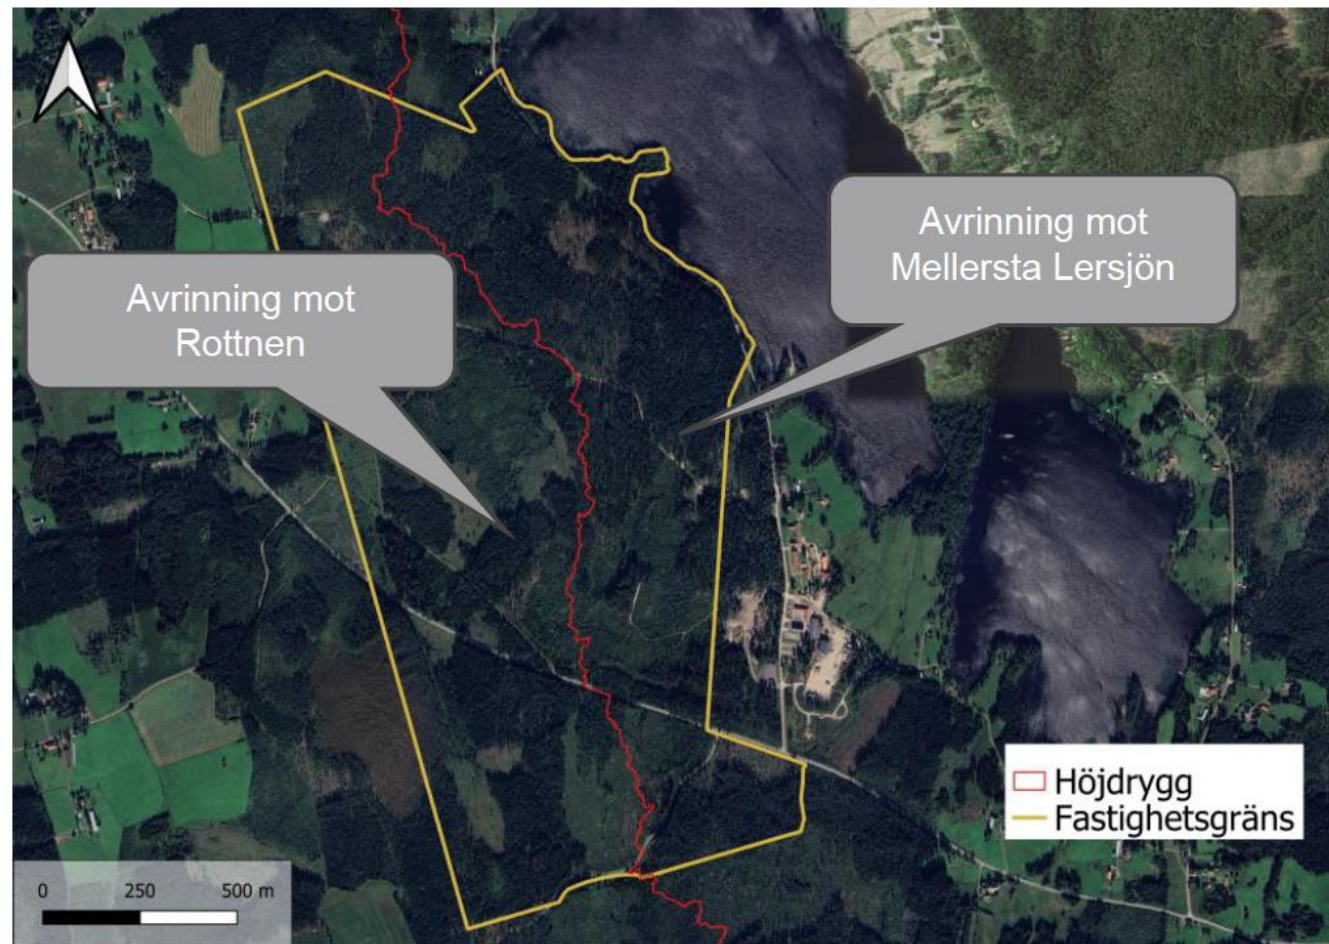 Avrinning mot
Mellersta Lersjön
Avrinning mot
Rottnen
Höjdrygg
Fastighetsgräns
0 250 500 m